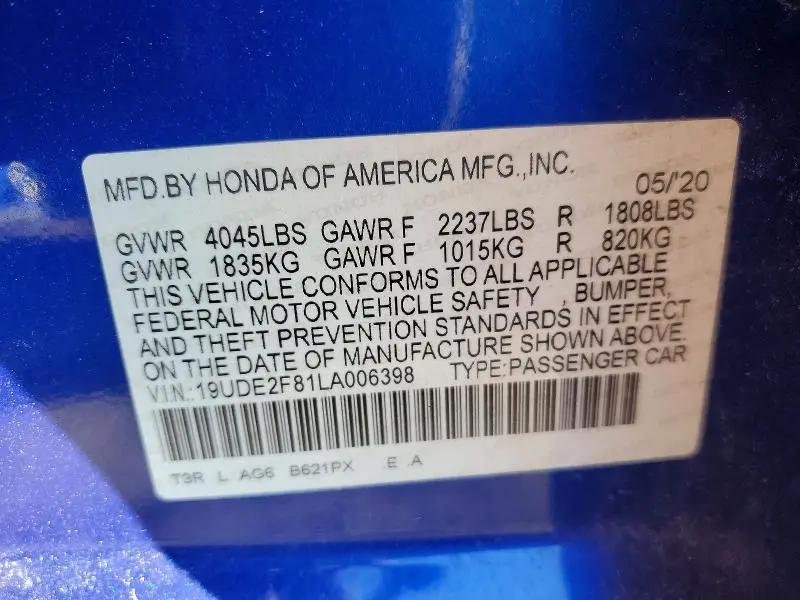 MFD.BY HONDA OF AMERICA MFG.,INC. 05/'20
GVWR 4045LBS GAWR F 2237LBS R 1808LBS
GVWR 1835KG GAWR F 1015KG R 820KG
THIS VEHICLE CONFORMS TO ALL APPLICABLE
FEDERAL MOTOR VEHICLE SAFETY , BUMPER,
AND THEFT PREVENTION STANDARDS IN EFFECT
ON THE DATE OF MANUFACTURE SHOWN ABOVE.
V.I.N.:19UDE2F81LA006398 TYPE:PASSENGER CAR
T3R L AG6 B621PX .E .A